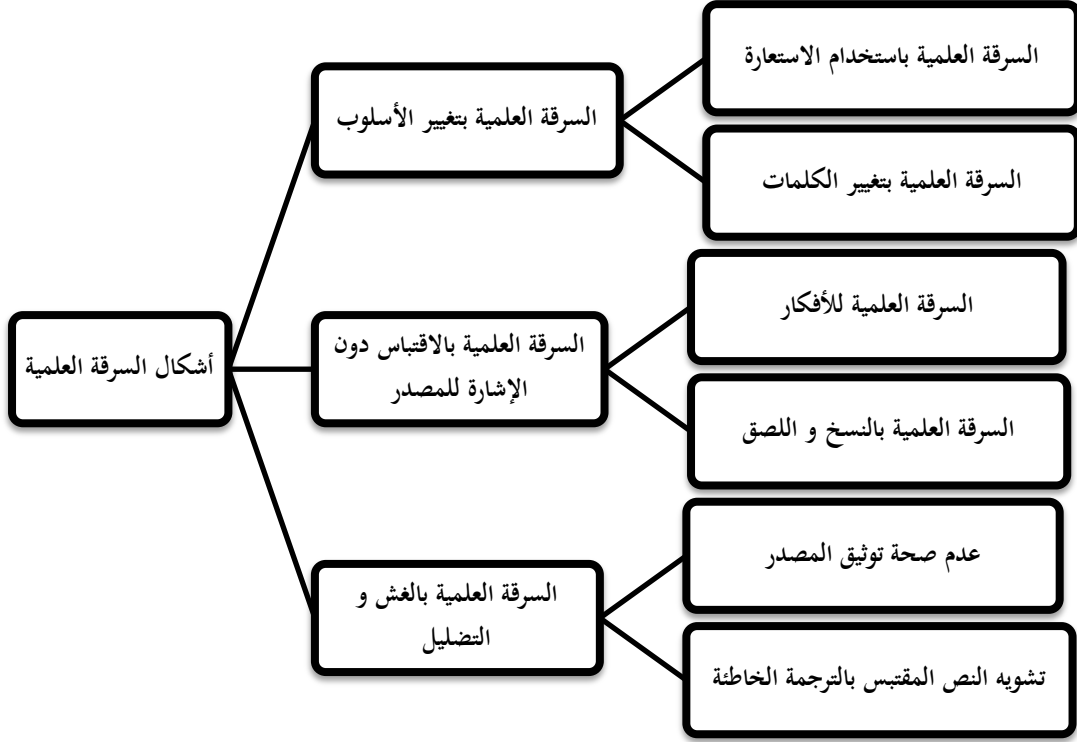 أشكال السرقة العلمية
السرقة العلمية بتغيير الأسلوب
السرقة العلمية باستخدام الاستعارة
السرقة العلمية بتغيير الكلمات
السرقة العلمية بالاقتباس دون
الإشارة للمصدر
السرقة العلمية للأفكار
السرقة العلمية بالنسخ و اللصق
السرقة العلمية بالغش و
التضليل
عدم صحة توثيق المصدر
تشويه النص المقتبس بالترجمة الخاطئة